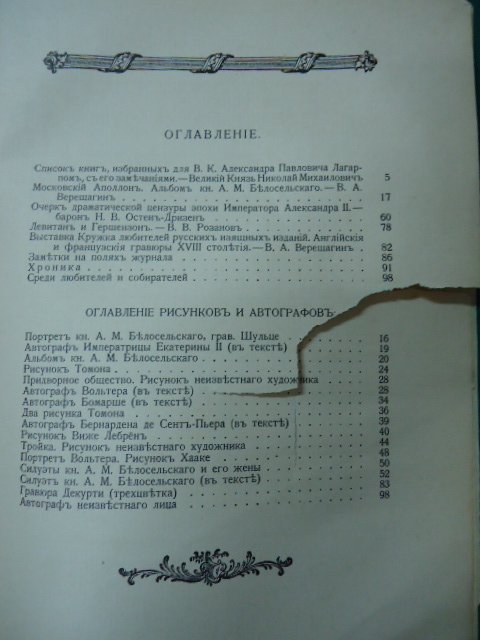 ОГЛАВЛЕНІЕ.
Списокъ книгъ, избранныхъ для В. К. Александра Павловича Лагар-
помъ, съ его замѣчаніями.—Великій Князь Николай Михаиловичъ 5
Московскій Аполлонъ. Альбомъ кн. А. М. Бѣлосельскаго. — В. А.
Верещагинъ 17
Очеркъ драматической цензуры эпохи Императора Александра II.—
баронъ Н. В. Остенъ-Дризенъ 60
Левитанъ и Гершензонъ.— В. В. Розановъ 78
Выставка Кружка любителей русскихъ изящныхъ изданій. Англійскія
и французскія гравюры XVIII столѣтія.— В. А. Верещагинъ 82
Замѣтки на поляхъ журнала 86
Хроника 91
Среди любителей и собирателей 98
ОГЛАВЛЕНІЕ РИСУНКОВЪ И АВТОГРАФОВЪ:
Портретъ кн. А. М. Бѣлосельскаго, грав. Шульце 16
Автографъ Императрицы Екатерины II (въ текстѣ) 19
Альбомъ кн. А. М. Бѣлосельскаго 20
Рисунокъ Томона 24
Придворное общество. Рисунокъ неизвѣстнаго художника 28
Автографъ Вольтера (въ текстѣ) 28
Автографъ Бомарше (въ текстѣ) 34
Два рисунка Томона 36
Автографъ Бернардена де Сентъ-Пьера (въ текстѣ) 39
Рисунокъ Виже Лебрёнъ 40
Тройка. Рисунокъ неизвѣстнаго художника 44
Портретъ Вольтера. Рисунокъ Хааке 48
Силуэты кн. А. М. Бѣлосельскаго и его жены 50
Силуэтъ кн. А. М. Бѣлосельскаго (въ текстѣ) 52
Гравюра Декурти (трехцвѣтка) 83
Автографъ неизвѣстнаго лица 98